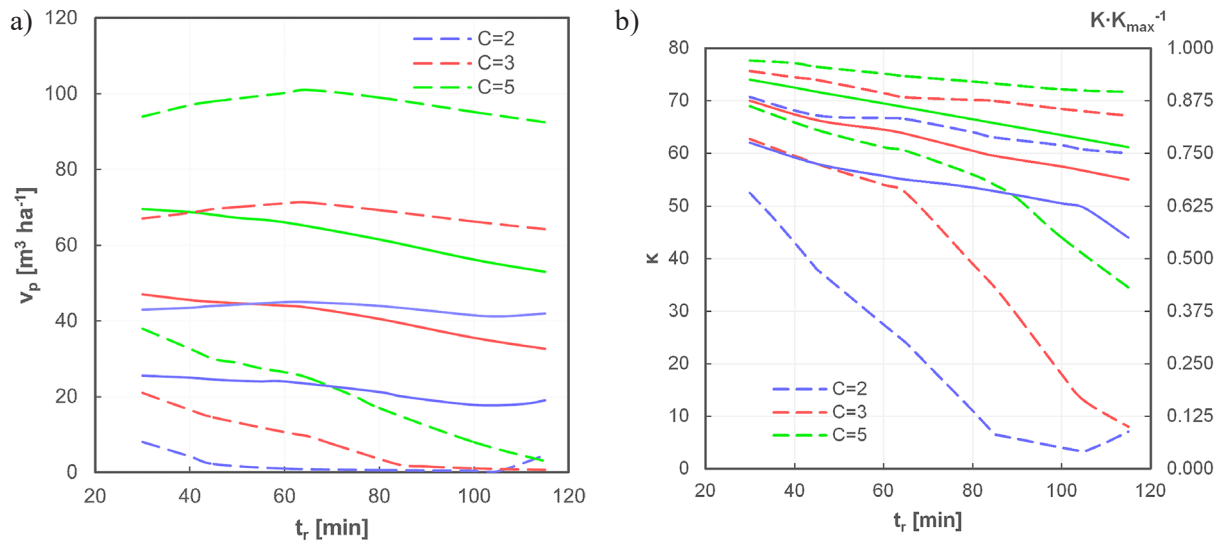 a)
120
100
80
60
40
20
0
v_p [m³ ha⁻¹]
C=2
C=3
C=5
20 40 60 80 100 120
t_r [min]
b)
K·K_max⁻¹
80
70
60
50
40
30
20
10
0
κ
C=2
C=3
C=5
1.000
0.875
0.750
0.625
0.500
0.375
0.250
0.125
0.000
20 40 60 80 100 120
t_r [min]